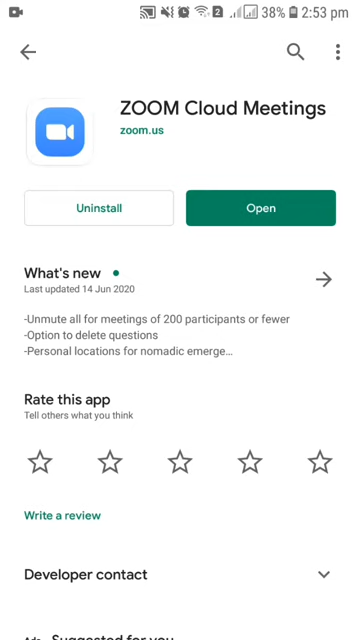 2 38% 2:53 pm
ZOOM Cloud Meetings
zoom.us
Uninstall
Open
What's new
Last updated 14 Jun 2020
-Unmute all for meetings of 200 participants or fewer
-Option to delete questions
-Personal locations for nomadic emerge…
Rate this app
Tell others what you think
Write a review
Developer contact
Ads · Suggested for you